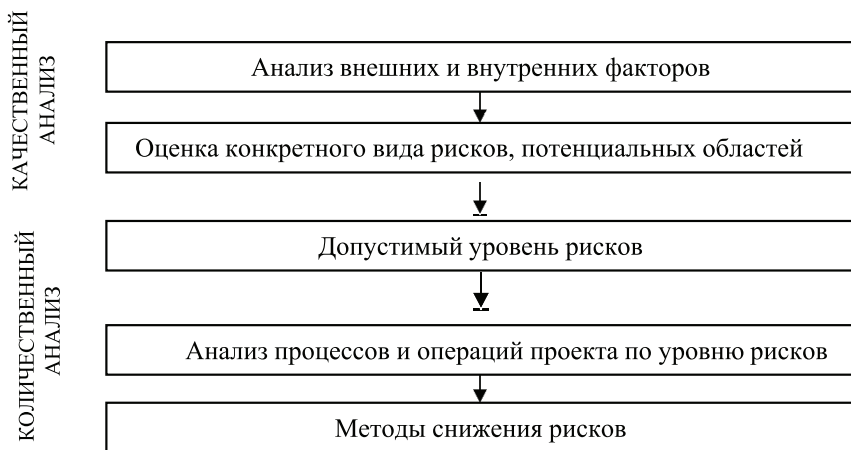 КАЧЕСТВЕННЫЙ
АНАЛИЗ
Анализ внешних и внутренних факторов
Оценка конкретного вида рисков, потенциальных областей
КОЛИЧЕСТВЕННЫЙ
АНАЛИЗ
Допустимый уровень рисков
Анализ процессов и операций проекта по уровню рисков
Методы снижения рисков